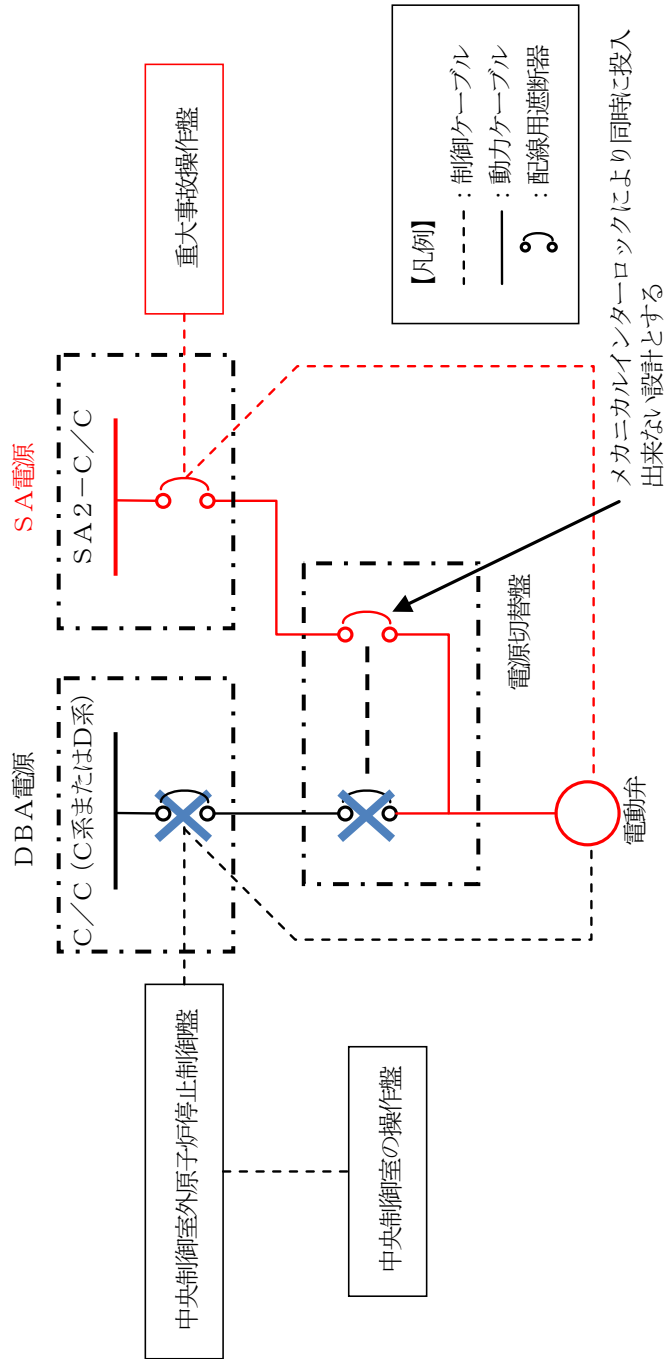 DBA電源
SA電源
C/C(C系またはD系)
SA2-C/C
中央制御室外原子炉停止制御盤
重大事故操作盤
中央制御室の操作盤
電源切替盤
電動弁
【凡例】
:制御ケーブル
:動力ケーブル
:配線用遮断器
メカニカルインターロックにより同時に投入
出来ない設計とする